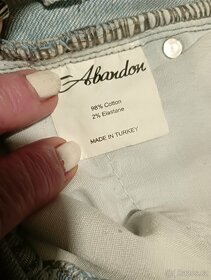 Abandon
98% Cotton
2% Elastane
MADE IN TURKEY